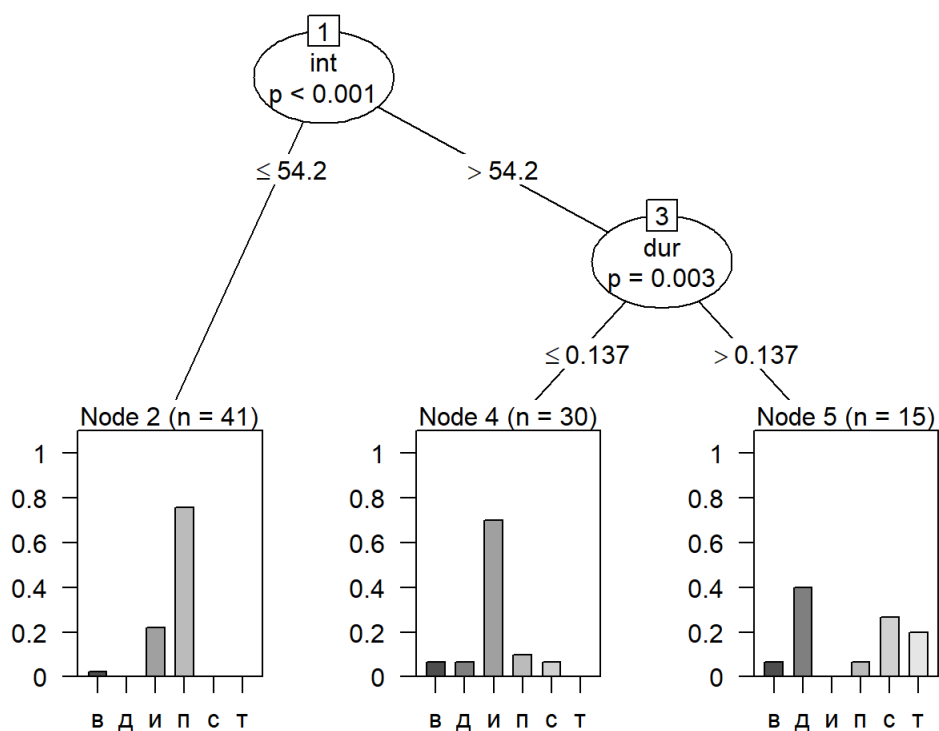 1
int
p < 0.001
≤ 54.2
> 54.2
3
dur
p = 0.003
≤ 0.137
> 0.137
Node 2 (n = 41)
1
0.8
0.6
0.4
0.2
0
в д и п с т
Node 4 (n = 30)
1
0.8
0.6
0.4
0.2
0
в д и п с т
Node 5 (n = 15)
1
0.8
0.6
0.4
0.2
0
в д и п с т